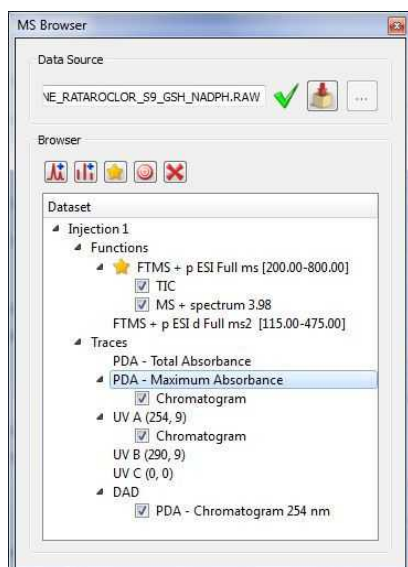 MS Browser
Data Source
NE_RATAROCLOR_S9_GSH_NADPH.RAW
...
Browser
Dataset
Injection 1
Functions
FTMS + p ESI Full ms [200.00-800.00]
TIC
MS + spectrum 3.98
FTMS + p ESI d Full ms2 [115.00-475.00]
Traces
PDA - Total Absorbance
PDA - Maximum Absorbance
Chromatogram
UV A (254, 9)
Chromatogram
UV B (290, 9)
UV C (0, 0)
DAD
PDA - Chromatogram 254 nm